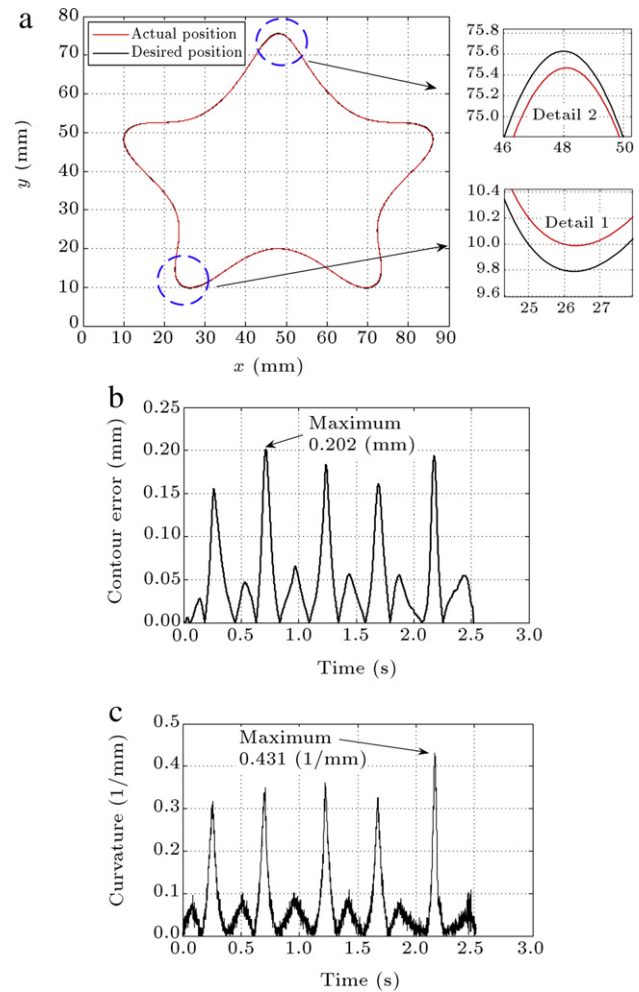 a
Actual position
Desired position
80
70
60
50
40
30
20
10
0
y (mm)
0 10 20 30 40 50 60 70 80 90
x (mm)
75.8
75.6
75.4
75.2
75.0
Detail 2
46 48 50
10.4
10.2
10.0
9.8
9.6
Detail 1
25 26 27
b
0.25
0.20
0.15
0.10
0.05
0.00
Contour error (mm)
Maximum
0.202 (mm)
0.0 0.5 1.0 1.5 2.0 2.5 3.0
Time (s)
c
0.5
0.4
0.3
0.2
0.1
0.0
Curvature (1/mm)
Maximum
0.431 (1/mm)
0.0 0.5 1.0 1.5 2.0 2.5 3.0
Time (s)